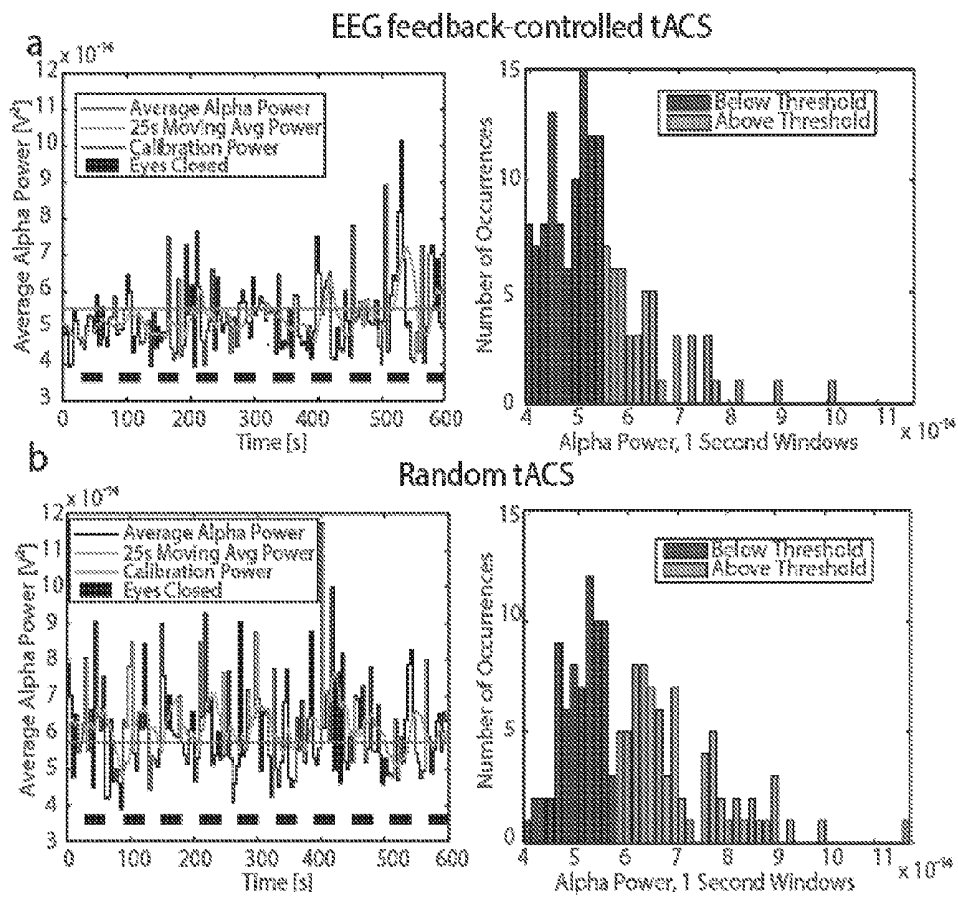 EEG feedback-controlled tACS
a
x 10⁻¹⁴
12
11
10
9
8
7
6
5
4
3
Average Alpha Power [V²]
Average Alpha Power
25s Moving Avg Power
Calibration Power
Eyes Closed
0 100 200 300 400 500 600
Time [s]
15
10
5
0
Number of Occurrences
Below Threshold
Above Threshold
4 5 6 7 8 9 10 11
x 10⁻¹⁴
Alpha Power, 1 Second Windows
b
Random tACS
x 10⁻¹⁴
12
11
10
9
8
7
6
5
4
3
Average Alpha Power [V²]
Average Alpha Power
25s Moving Avg Power
Calibration Power
Eyes Closed
0 100 200 300 400 500 600
Time [s]
15
10
5
0
Number of Occurrences
Below Threshold
Above Threshold
4 5 6 7 8 9 10 11
x 10⁻¹⁴
Alpha Power, 1 Second Windows